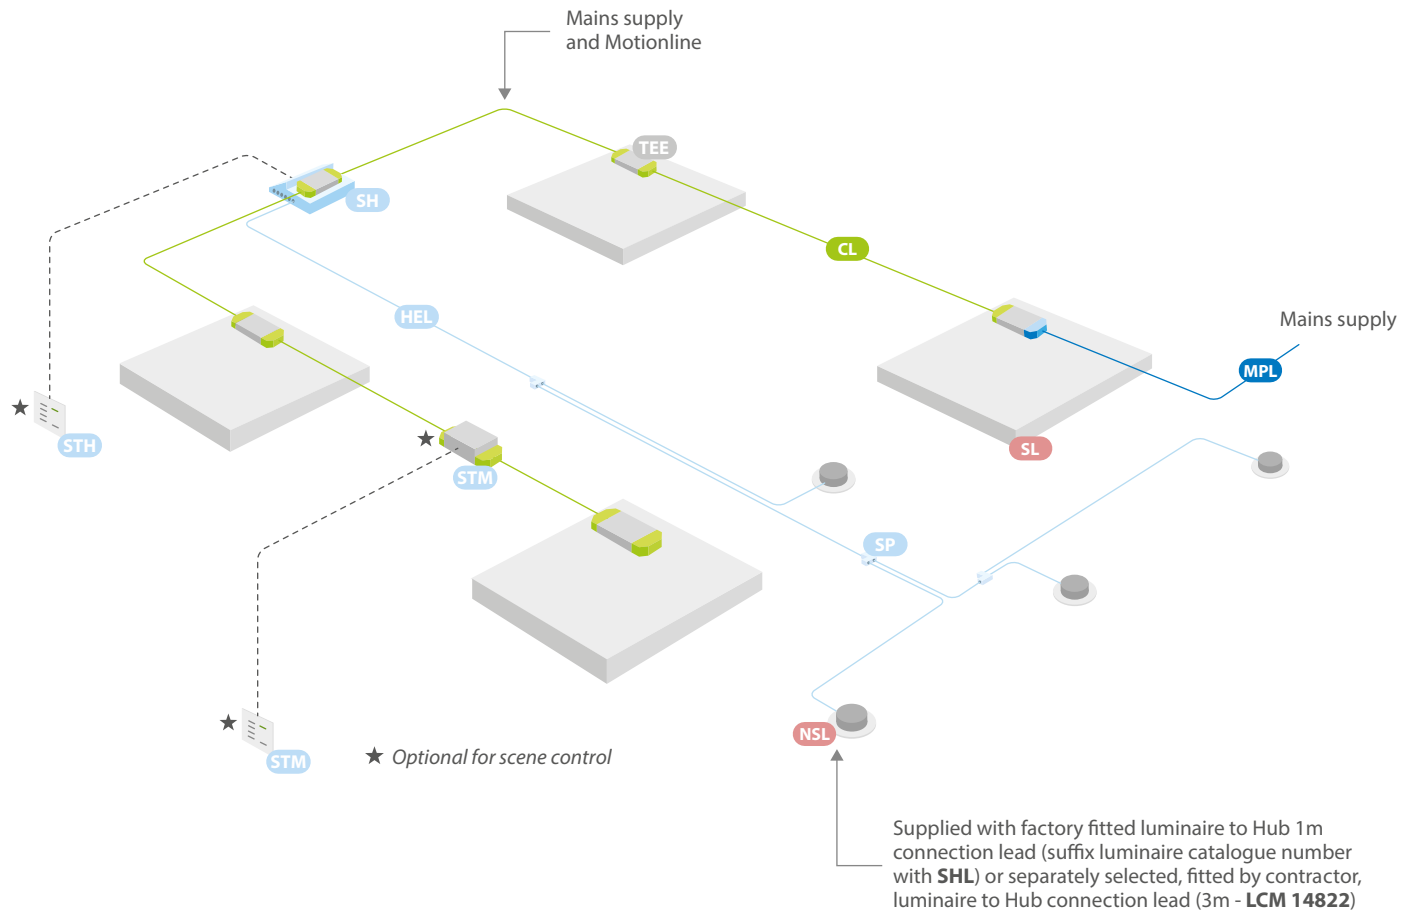 Mains supply
and Motionline
TEE
SH
CL
HEL
Mains supply
MPL
STH
SL
STM
SP
NSL
STM
★ Optional for scene control
Supplied with factory fitted luminaire to Hub 1m
connection lead (suffix luminaire catalogue number
with SHL) or separately selected, fitted by contractor,
luminaire to Hub connection lead (3m - LCM 14822)